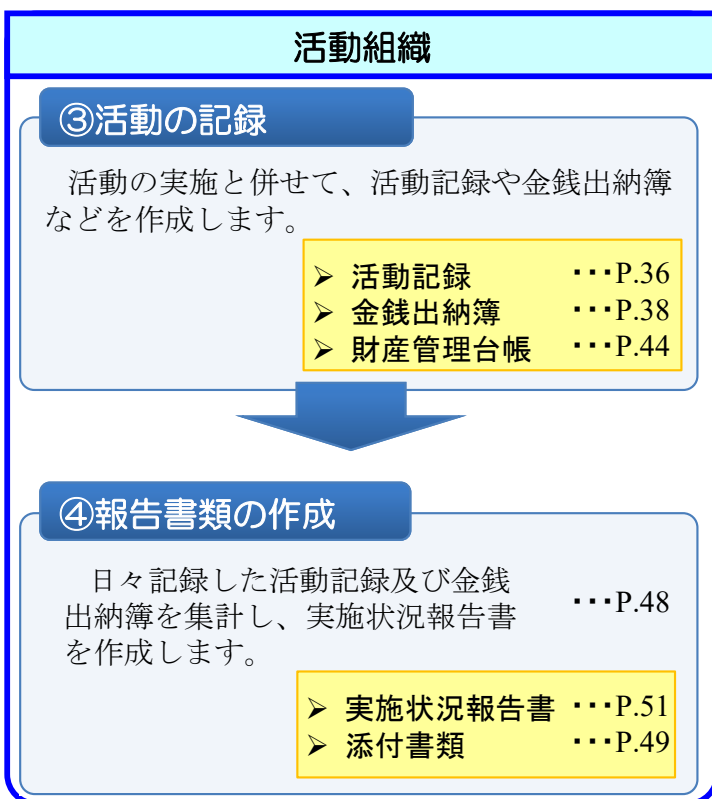 活動組織
③活動の記録
活動の実施と併せて、活動記録や金銭出納簿
などを作成します。
➢ 活動記録 ･･･P.36
➢ 金銭出納簿 ･･･P.38
➢ 財産管理台帳 ･･･P.44
④報告書類の作成
日々記録した活動記録及び金銭
出納簿を集計し、実施状況報告書 ･･･P.48
を作成します。
➢ 実施状況報告書 ･･･P.51
➢ 添付書類 ･･･P.49